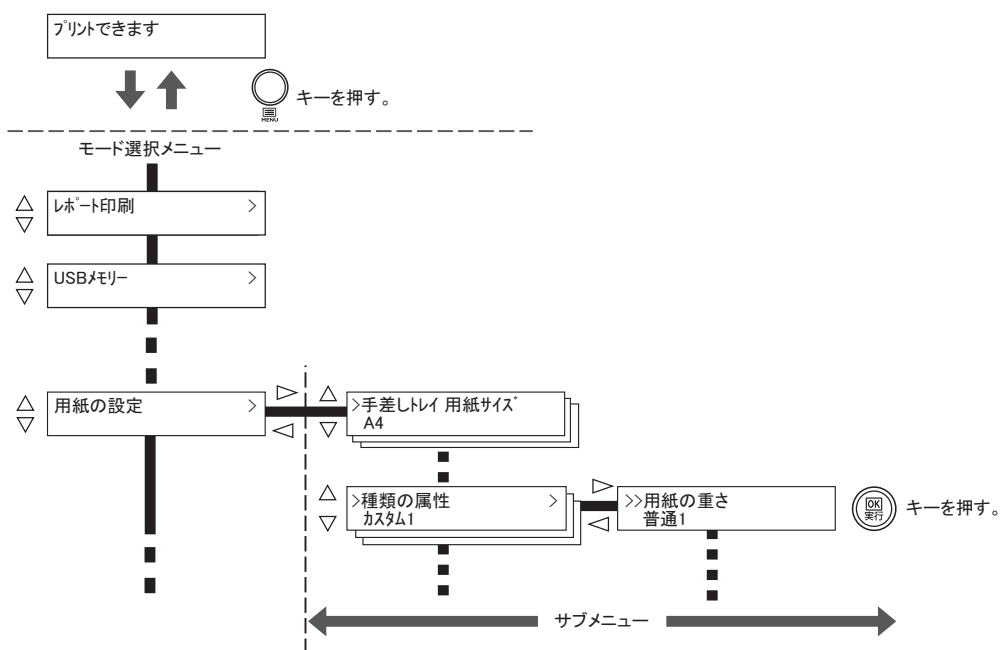 プリントできます
MENU
キーを押す。
モード選択メニュー
レポート印刷 >
USBメモリー >
用紙の設定 >
>手差しトレイ 用紙サイズ
A4
>種類の属性 >
カスタム1
>>用紙の重さ
普通1
OK
実行
キーを押す。
サブメニュー